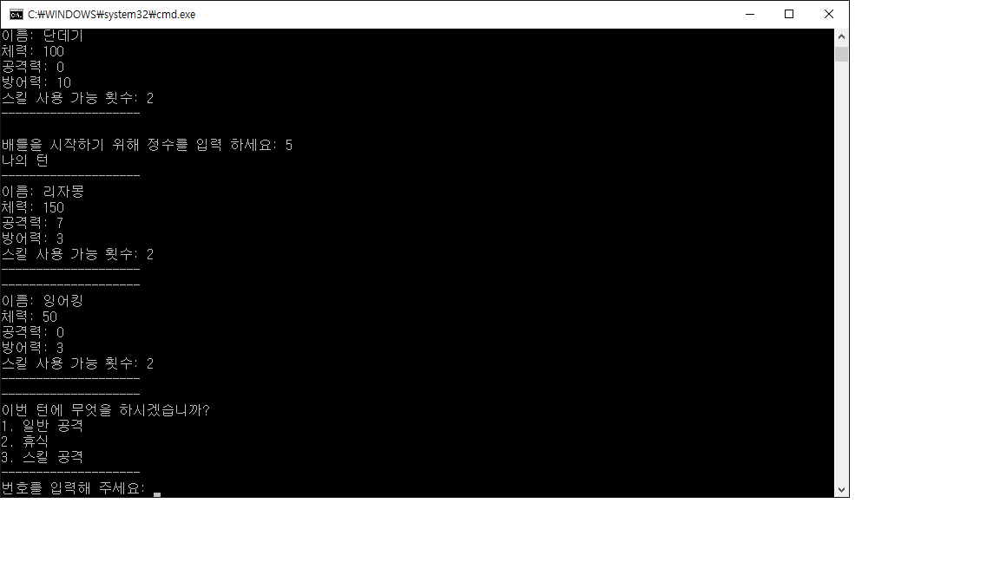 C:₩WINDOWS₩system32₩cmd.exe
이름: 단데기
체력: 100
공격력: 0
방어력: 10
스킬 사용 가능 횟수: 2
--------------------
배틀을 시작하기 위해 정수를 입력 하세요: 5
나의 턴
--------------------
이름: 리자몽
체력: 150
공격력: 7
방어력: 3
스킬 사용 가능 횟수: 2
--------------------
--------------------
이름: 잉어킹
체력: 50
공격력: 0
방어력: 3
스킬 사용 가능 횟수: 2
--------------------
--------------------
이번 턴에 무엇을 하시겠습니까?
1. 일반 공격
2. 휴식
3. 스킬 공격
--------------------
번호를 입력해 주세요: